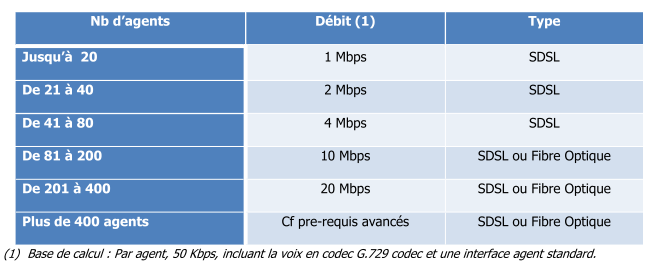 Nb d'agents Débit (1) Type
Jusqu'à 20 1 Mbps SDSL
De 21 à 40 2 Mbps SDSL
De 41 à 80 4 Mbps SDSL
De 81 à 200 10 Mbps SDSL ou Fibre Optique
De 201 à 400 20 Mbps SDSL ou Fibre Optique
Plus de 400 agents Cf pre-requis avancés SDSL ou Fibre Optique
(1) Base de calcul : Par agent, 50 Kbps, incluant la voix en codec G.729 codec et une interface agent standard.